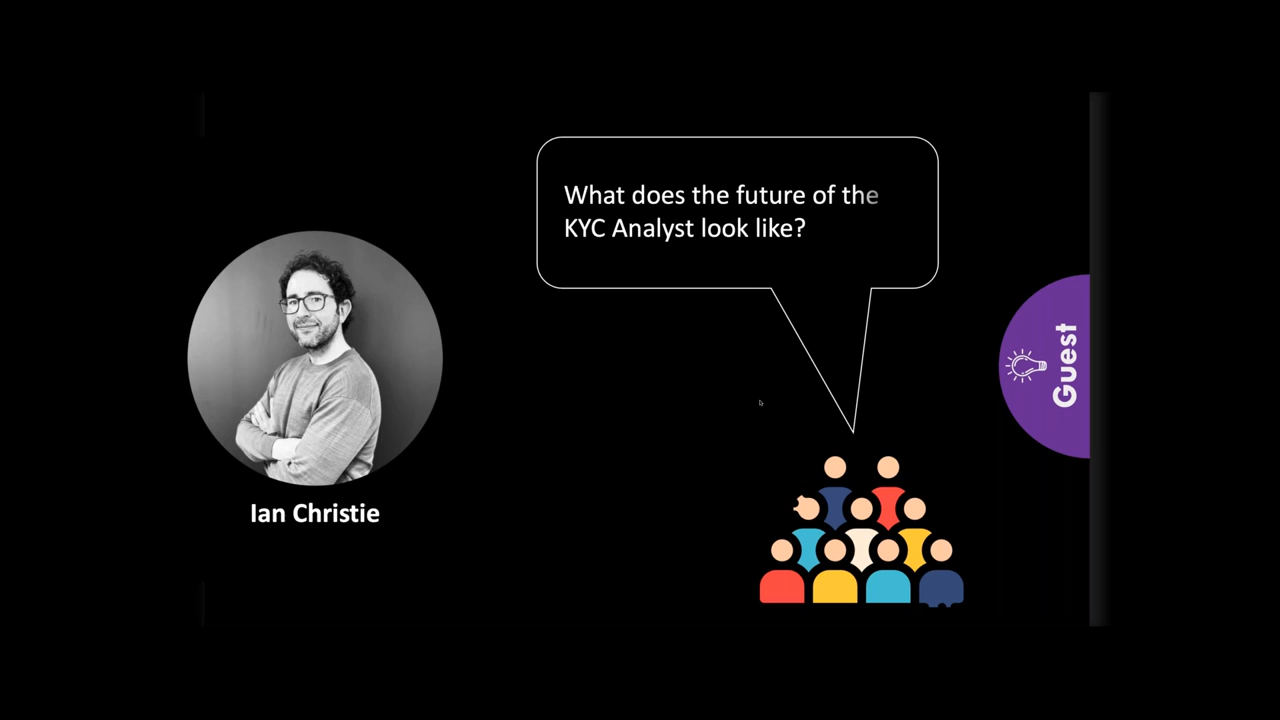 What does the future of the
KYC Analyst look like?
Guest
Ian Christie